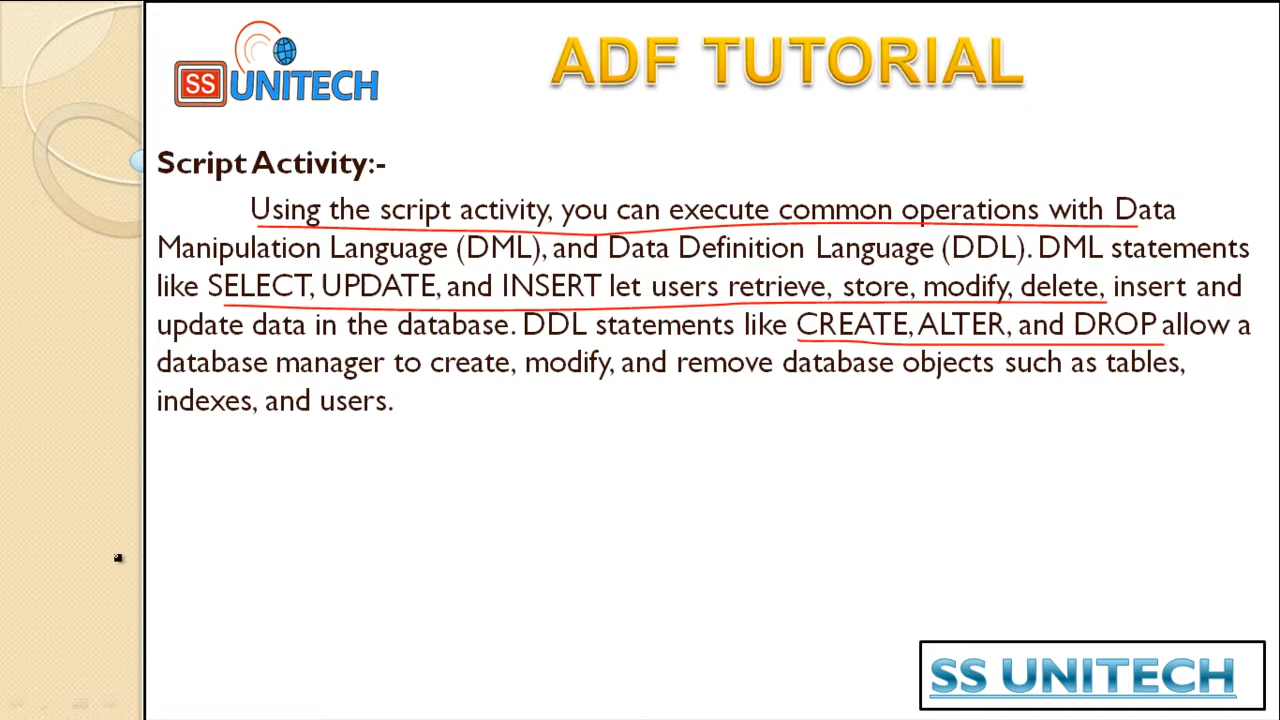 SS UNITECH
ADF TUTORIAL
Script Activity:-
Using the script activity, you can execute common operations with Data
Manipulation Language (DML), and Data Definition Language (DDL). DML statements
like SELECT, UPDATE, and INSERT let users retrieve, store, modify, delete, insert and
update data in the database. DDL statements like CREATE, ALTER, and DROP allow a
database manager to create, modify, and remove database objects such as tables,
indexes, and users.
SS UNITECH